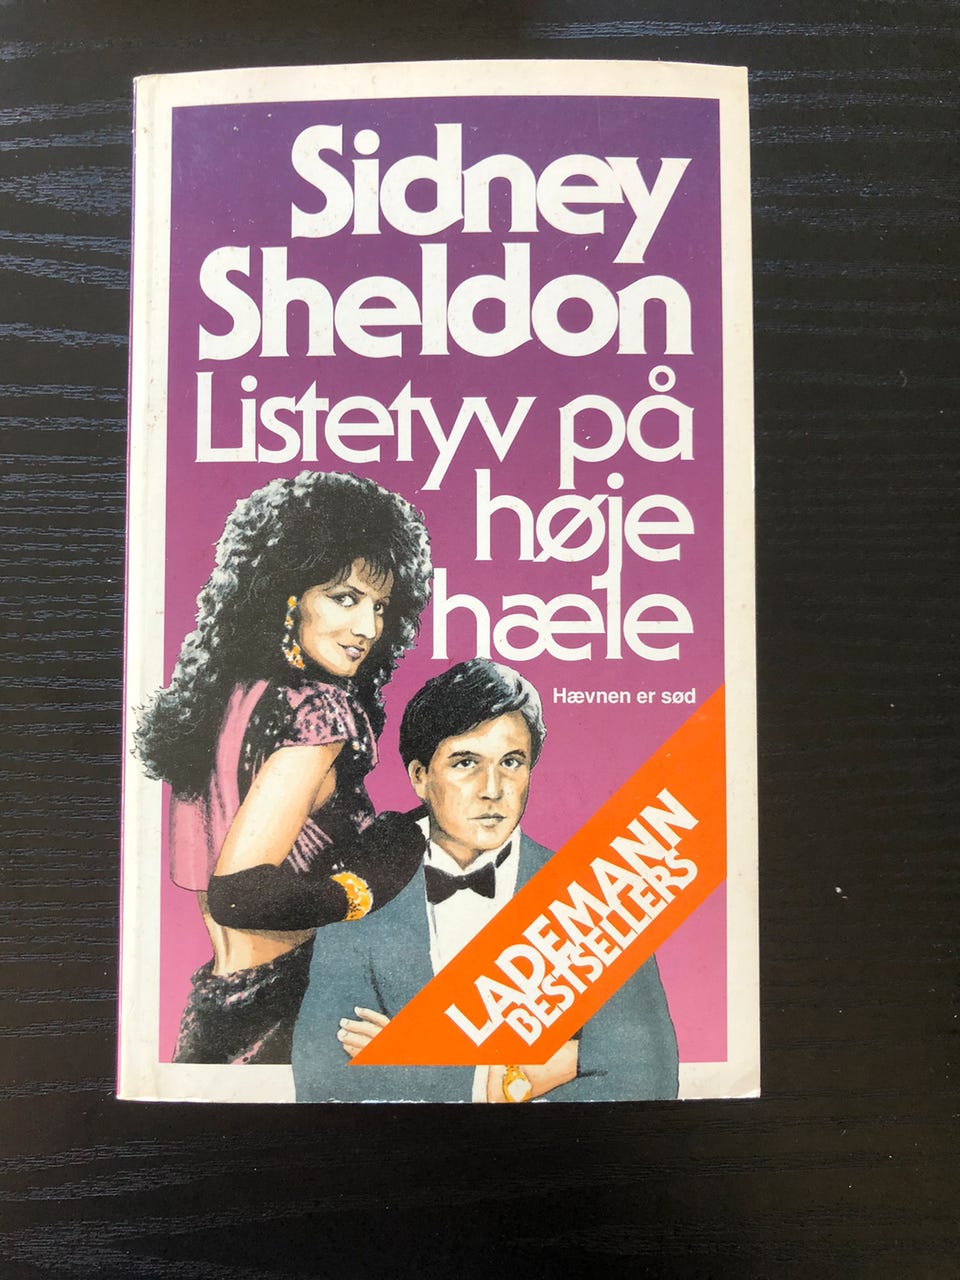 Sidney
Sheldon
Listetyv på
høje
hæle
Hævnen er sød
LADEMANN
BESTSELLERS